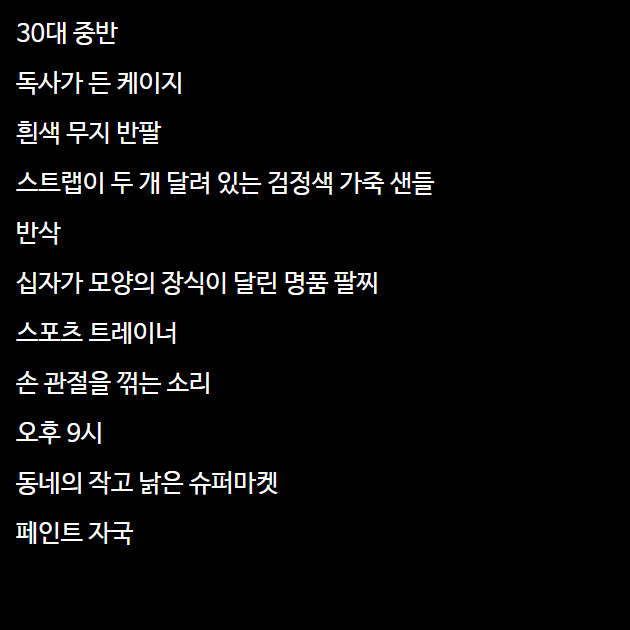 30대 중반
독사가 든 케이지
흰색 무지 반팔
스트랩이 두 개 달려 있는 검정색 가죽 샌들
반삭
십자가 모양의 장식이 달린 명품 팔찌
스포츠 트레이너
손 관절을 꺾는 소리
오후 9시
동네의 작고 낡은 슈퍼마켓
페인트 자국